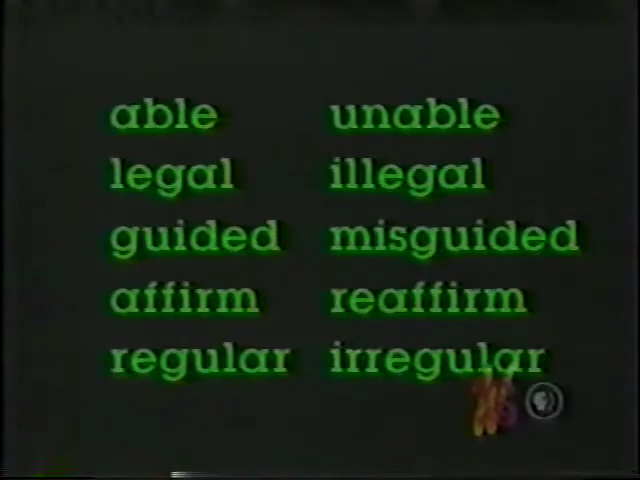 able unable
legal illegal
guided misguided
affirm reaffirm
regular irregular